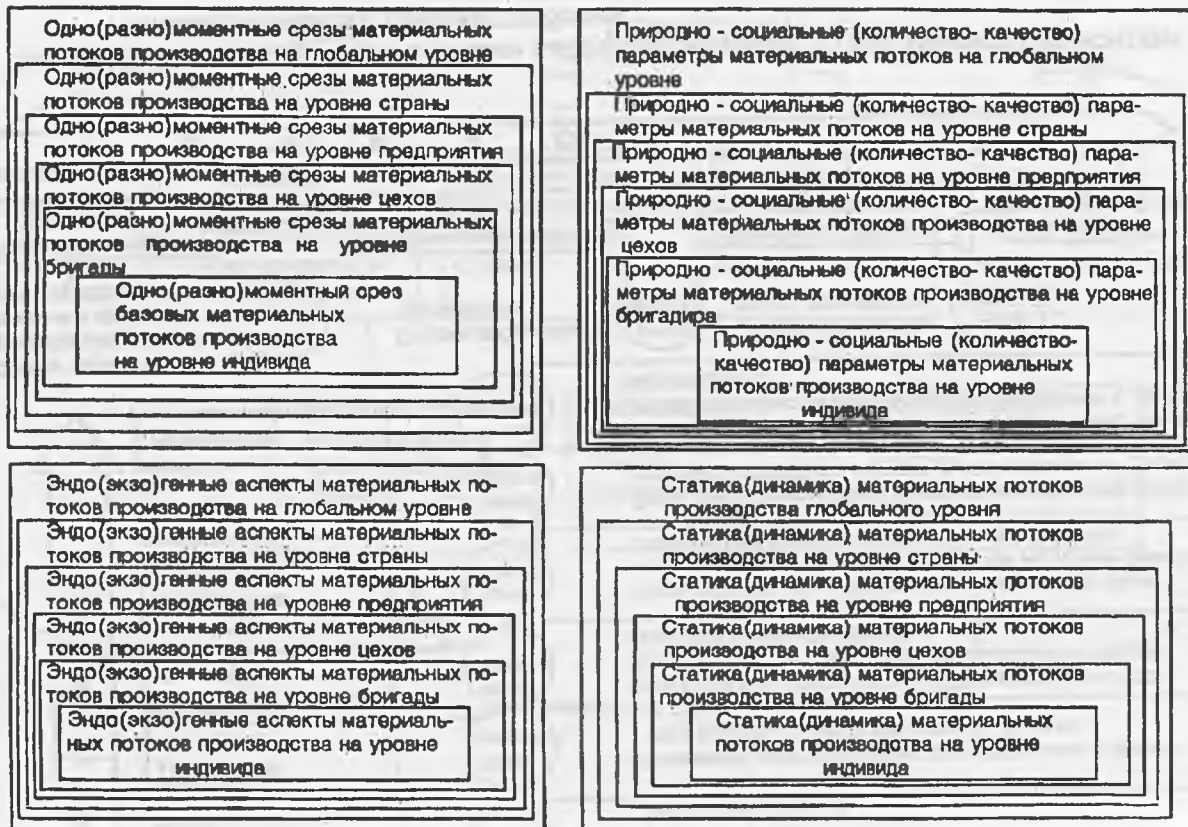 Одно(разно)моментные срезы материальных
потоков производства на глобальном уровне
Одно(разно)моментные срезы материальных
потоков производства на уровне страны
Одно(разно)моментные срезы материальных
потоков производства на уровне предприятия
Одно(разно)моментные срезы материальных
потоков производства на уровне цехов
Одно(разно)моментные срезы материальных
потоков производства на уровне
бригады
Одно(разно)моментный срез
базовых материальных
потоков производства
на уровне индивида
Природно - социальные (количество- качество)
параметры материальных потоков на глобальном
уровне
Природно - социальные (количество- качество) пара-
метры материальных потоков на уровне страны
Природно - социальные (количество- качество) пара-
метры материальных потоков на уровне предприятия
Природно - социальные (количество- качество) пара-
метры материальных потоков производства на уровне
цехов
Природно - социальные (количество- качество) пара-
метры материальных потоков производства на уровне
бригадира
Природно - социальные (количество-
качество) параметры материальных
потоков производства на уровне
индивида
Эндо(экзо)генные аспекты материальных по-
токов производства на глобальном уровне
Эндо(экзо)генные аспекты материальных по-
токов производства на уровне страны
Эндо(экзо)генные аспекты материальных по-
токов производства на уровне предприятия
Эндо(экзо)генные аспекты материальных по-
токов производства на уровне цехов
Эндо(экзо)генные аспекты материальных по-
токов производства на уровне бригады
Эндо(экзо)генные аспекты материаль-
ных потоков производства на уровне
индивида
Статика(динамика) материальных потоков
производства глобального уровня
Статика(динамика) материальных потоков
производства на уровне страны
Статика(динамика) материальных потоков
производства на уровне предприятия
Статика(динамика) материальных потоков
производства на уровне цехов
Статика(динамика) материальных потоков
производства на уровне бригады
Статика(динамика) материальных
потоков производства на уровне
индивида